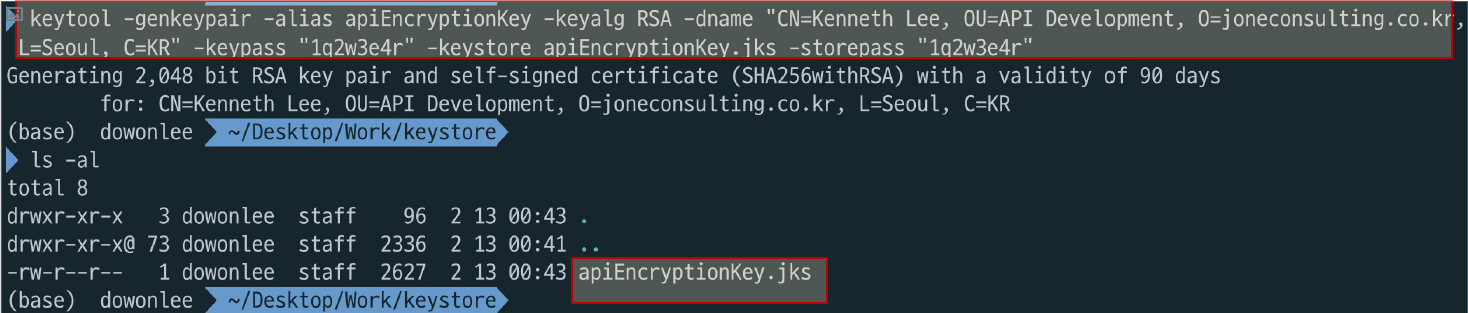 keytool -genkeypair -alias apiEncryptionKey -keyalg RSA -dname "CN=Kenneth Lee, OU=API Development, O=joneconsulting.co.kr,
L=Seoul, C=KR" -keypass "1q2w3e4r" -keystore apiEncryptionKey.jks -storepass "1q2w3e4r"
Generating 2,048 bit RSA key pair and self-signed certificate (SHA256withRSA) with a validity of 90 days
for: CN=Kenneth Lee, OU=API Development, O=joneconsulting.co.kr, L=Seoul, C=KR
(base) dowonlee ~/Desktop/Work/keystore
ls -al
total 8
drwxr-xr-x 3 dowonlee staff 96 2 13 00:43 .
drwxr-xr-x@ 73 dowonlee staff 2336 2 13 00:41 ..
-rw-r--r-- 1 dowonlee staff 2627 2 13 00:43 apiEncryptionKey.jks
(base) dowonlee ~/Desktop/Work/keystore